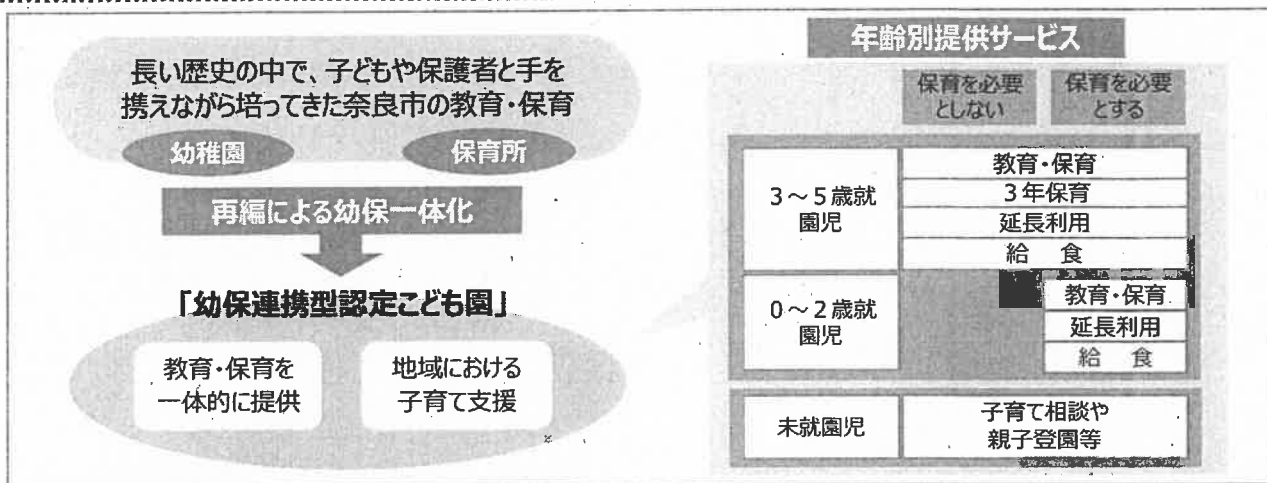 長い歴史の中で、子どもや保護者と手を
携えながら培ってきた奈良市の教育・保育
幼稚園
保育所
再編による幼保一体化
「幼保連携型認定こども園」
教育・保育を
一体的に提供
地域における
子育て支援
年齢別提供サービス
保育を必要
としない
保育を必要
とする
3～5歳就
園児
教育・保育
3年保育
延長利用
給　食
0～2歳就
園児
教育・保育
延長利用
給　食
未就園児
子育て相談や
親子登園等